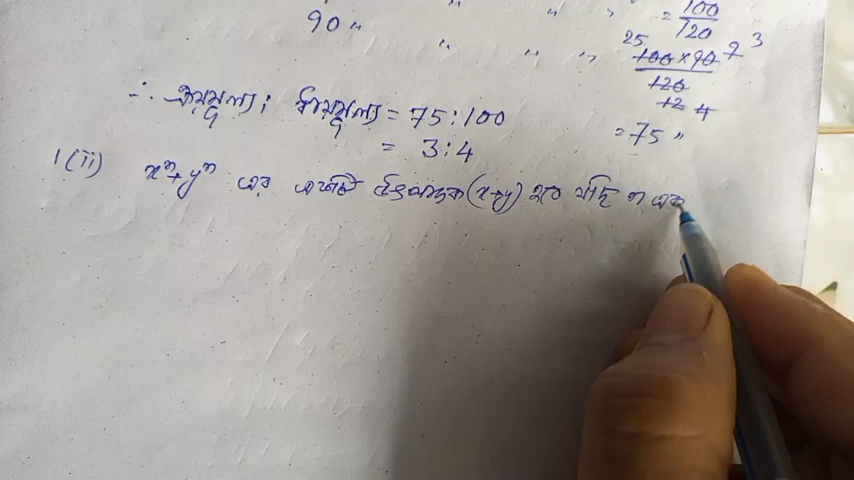 " " " = 100/120
90 " " " " 25 100×90 3
120
12 4
∴ ক্রয়মূল্য : বিক্রয়মূল্য = 75:100 = 75 "
= 3:4
1(ii) xⁿ+yⁿ এর একটি উৎপাদক (x+y) হবে যদি n এক